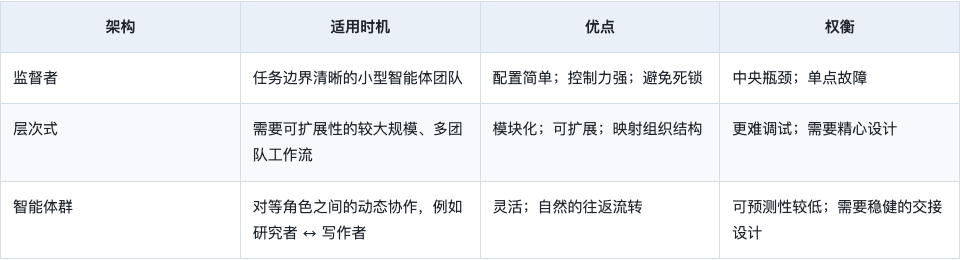 架构 适用时机 优点 权衡
监督者 任务边界清晰的小型智能体团队 配置简单；控制力强；避免死锁 中央瓶颈；单点故障
层次式 需要可扩展性的较大规模、多团 模块化；可扩展；映射组织结构 更难调试；需要精心设计
队工作流
智能体群 对等角色之间的动态协作，例如 灵活；自然的往返流转 可预测性较低；需要稳健的交接
研究者 ↔ 写作者 设计